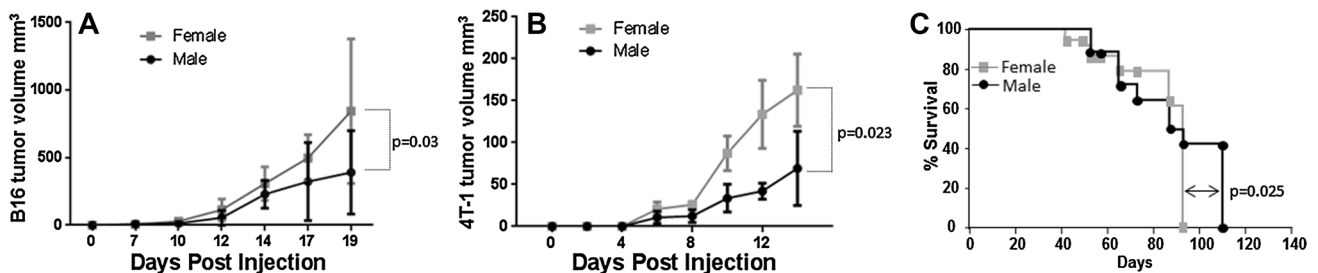 A
B16 tumor volume mm³
1500
1000
500
0
Female
Male
p=0.03
0 7 10 12 14 17 19
Days Post Injection
B
4T-1 tumor volume mm³
250
200
150
100
50
0
Female
Male
p=0.023
0 4 8 12
Days Post Injection
C
% Survival
100
80
60
40
20
0
Female
Male
p=0.025
0 20 40 60 80 100 120 140
Days